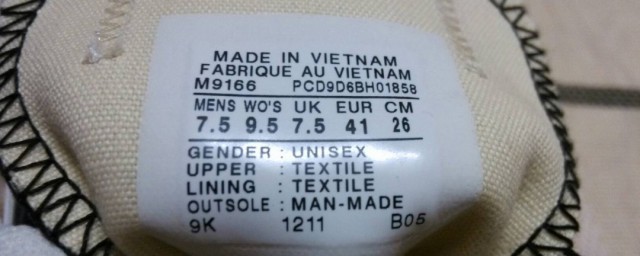 MADE IN VIETNAM
FABRIQUE AU VIETNAM
M9166 PCD9D6BH01858
MENS WO'S UK EUR CM
7.5 9.5 7.5 41 26
GENDER : UNISEX
UPPER : TEXTILE
LINING : TEXTILE
OUTSOLE : MAN-MADE
9K 1211 B05